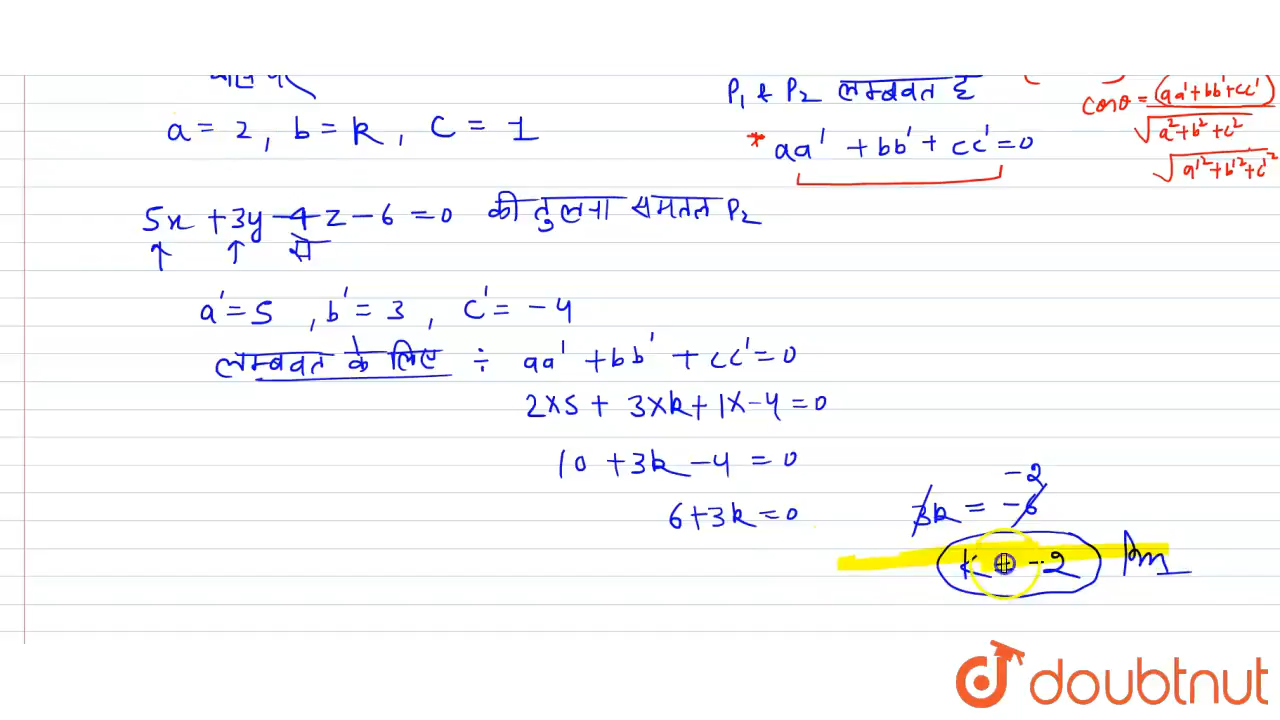 P₁ & P₂ लम्बवत है
cosθ = (aa' + bb' + cc')
√a² + b² + c²
√a'² + b'² + c'²
a = 2, b = k, c = 1
* aa' + bb' + cc' = 0
5x + 3y - 4z - 6 = 0 की तुलना समतल P₂
से
a' = 5, b' = 3, c' = -4
लम्बवत के लिए ÷ aa' + bb' + cc' = 0
2×5 + 3×k + 1×-4 = 0
10 + 3k - 4 = 0
-2
6 + 3k = 0 3k = -6
k = -2 Ans
doubtnut